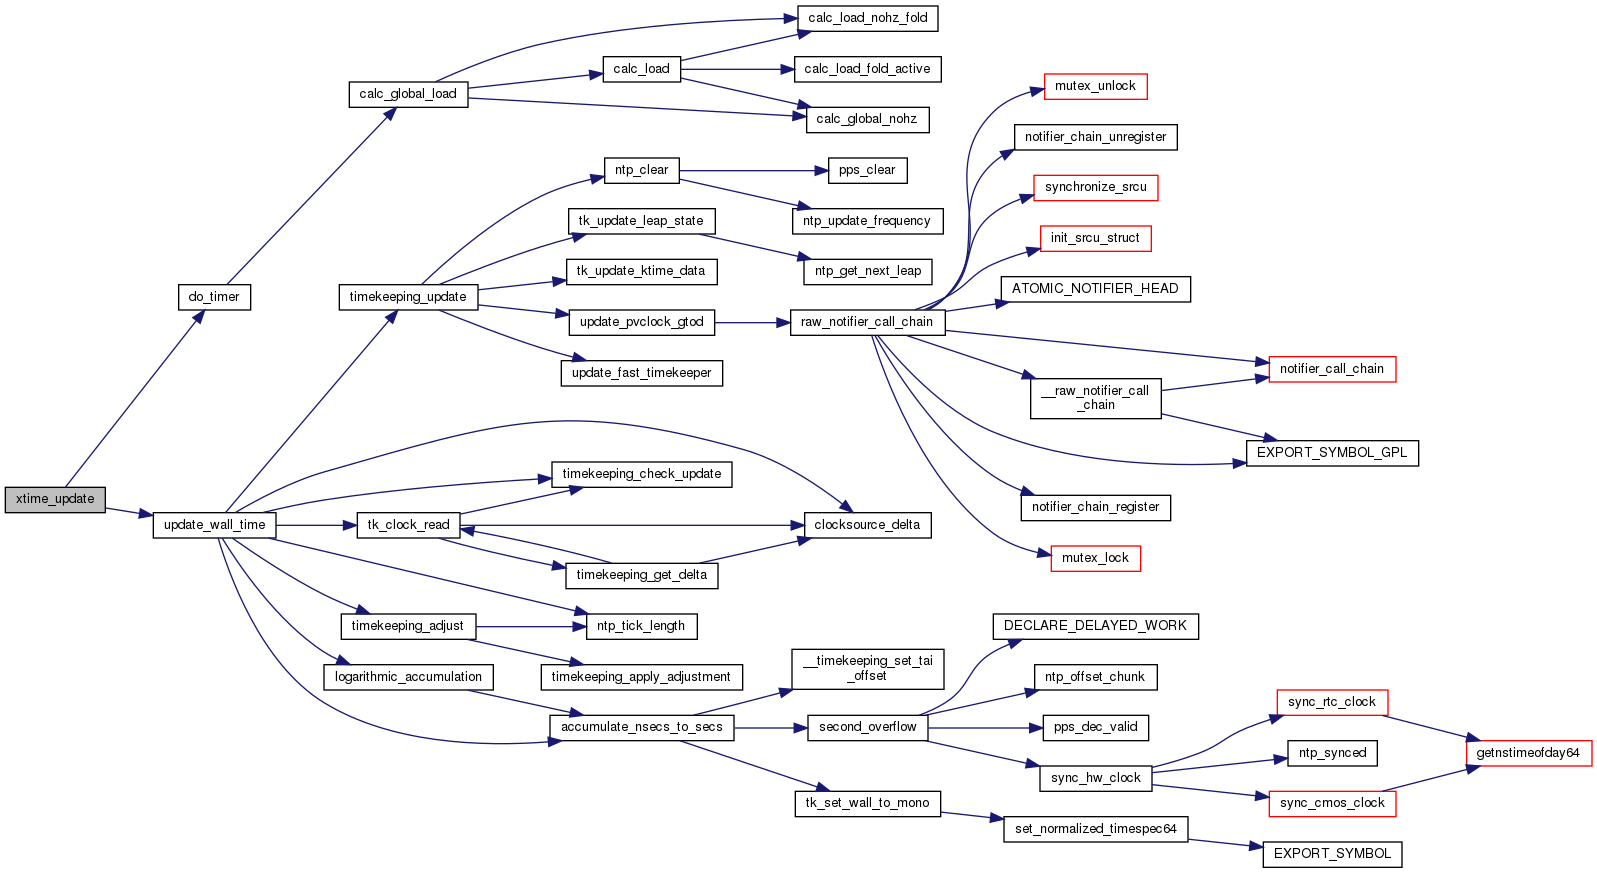 calc_load_nohz_fold
calc_load
calc_load_fold_active
mutex_unlock
calc_global_load
calc_global_nohz
notifier_chain_unregister
ntp_clear
pps_clear
synchronize_srcu
tk_update_leap_state
ntp_update_frequency
init_srcu_struct
tk_update_ktime_data
ntp_get_next_leap
ATOMIC_NOTIFIER_HEAD
do_timer
timekeeping_update
update_pvclock_gtod
raw_notifier_call_chain
update_fast_timekeeper
notifier_call_chain
__raw_notifier_call
_chain
EXPORT_SYMBOL_GPL
timekeeping_check_update
xtime_update
notifier_chain_register
update_wall_time
tk_clock_read
clocksource_delta
mutex_lock
timekeeping_get_delta
timekeeping_adjust
ntp_tick_length
DECLARE_DELAYED_WORK
logarithmic_accumulation
timekeeping_apply_adjustment
__timekeeping_set_tai
_offset
ntp_offset_chunk
sync_rtc_clock
accumulate_nsecs_to_secs
second_overflow
pps_dec_valid
ntp_synced
getnstimeofday64
sync_hw_clock
tk_set_wall_to_mono
sync_cmos_clock
set_normalized_timespec64
EXPORT_SYMBOL